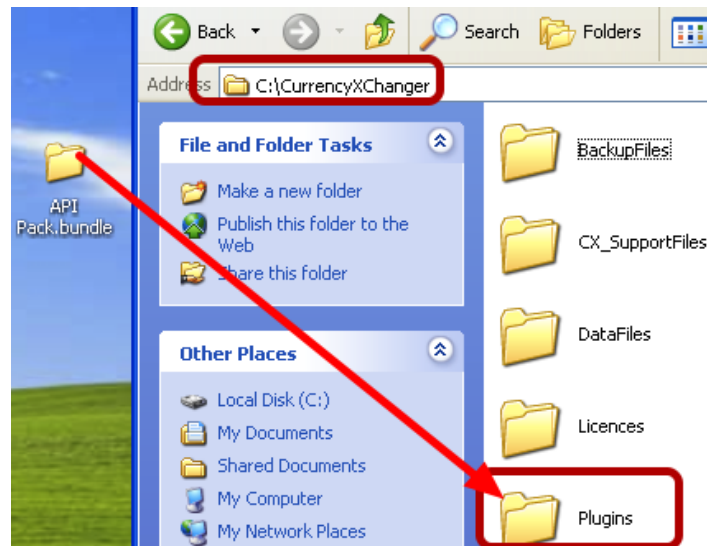 Back
Search
Folders
Address
C:\CurrencyXChanger
API
Pack.bundle
File and Folder Tasks
Make a new folder
Publish this folder to the
Web
Share this folder
Other Places
Local Disk (C:)
My Documents
Shared Documents
My Computer
My Network Places
BackupFiles
CX_SupportFiles
DataFiles
Licences
Plugins